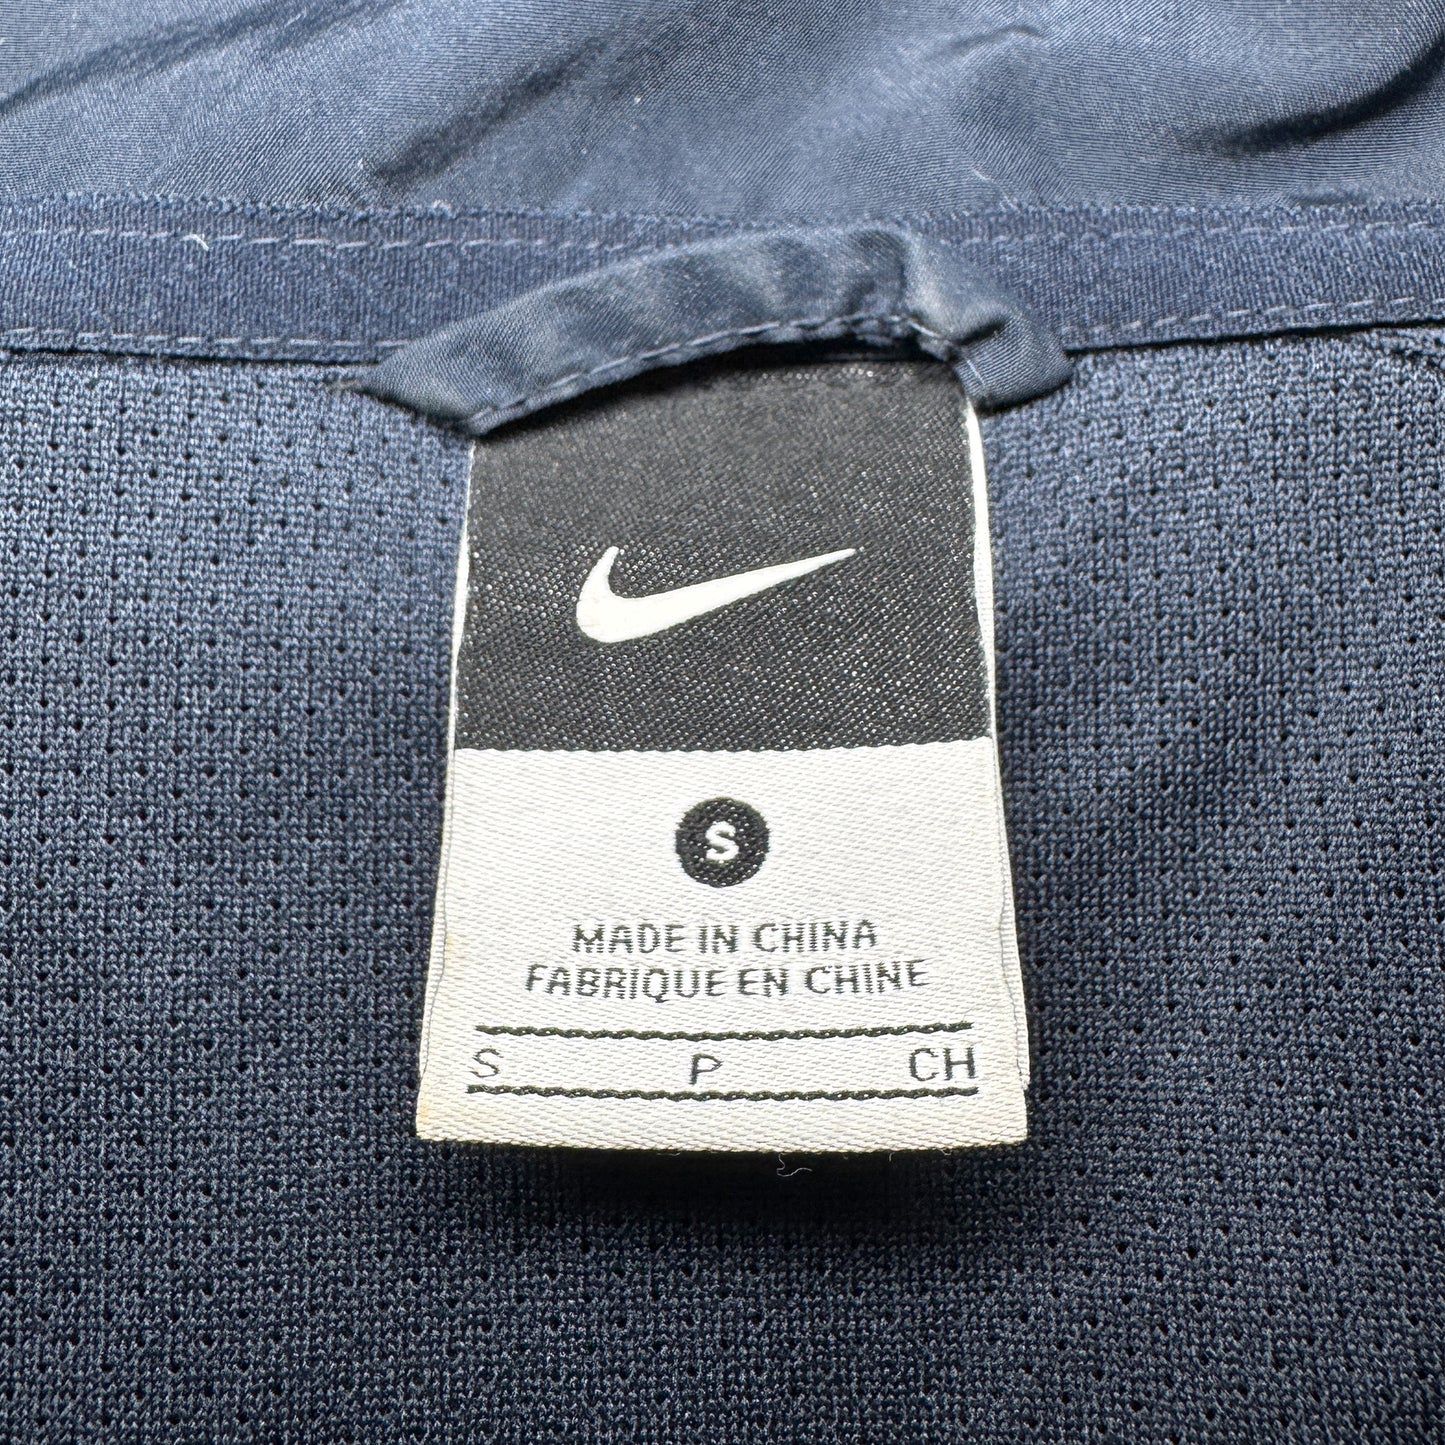 S
MADE IN CHINA
FABRIQUE EN CHINE
S P CH